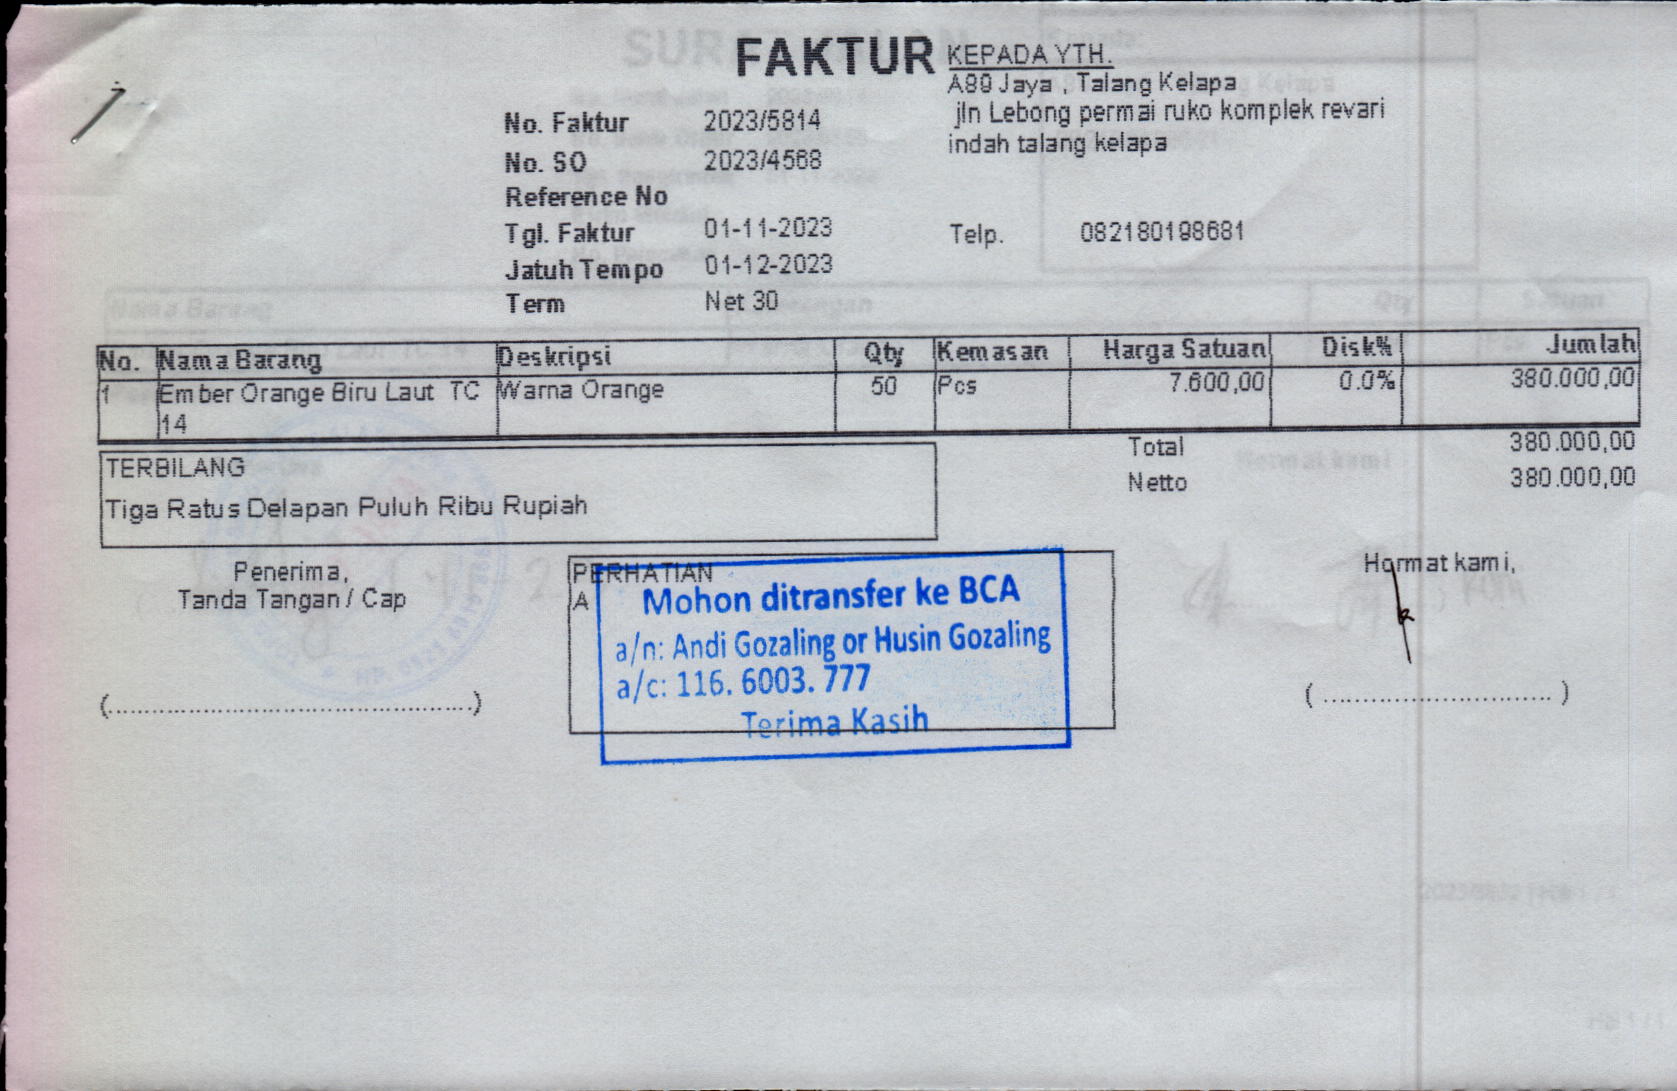 FAKTUR
KEPADA YTH.
A89 Jaya , Talang Kelapa
jln Lebong permai ruko komplek revari
indah talang kelapa
No. Faktur 2023/5814
No. SO 2023/4568
Reference No
Tgl. Faktur 01-11-2023
Telp. 082180198681
Jatuh Tempo 01-12-2023
Term Net 30
No. Nama Barang Deskripsi Qty Kemasan Harga Satuan Disk% Jumlah
1 Ember Orange Biru Laut TC Warna Orange 50 Pcs 7.600,00 0.0% 380.000,00
14
Total 380.000,00
TERBILANG
Netto 380.000,00
Tiga Ratus Delapan Puluh Ribu Rupiah
Penerima,
Tanda Tangan / Cap
PERHATIAN
A
Mohon ditransfer ke BCA
a/n: Andi Gozaling or Husin Gozaling
a/c: 116. 6003. 777
Terima Kasih
Hormat kami,
(.................................................)
( ............................... )